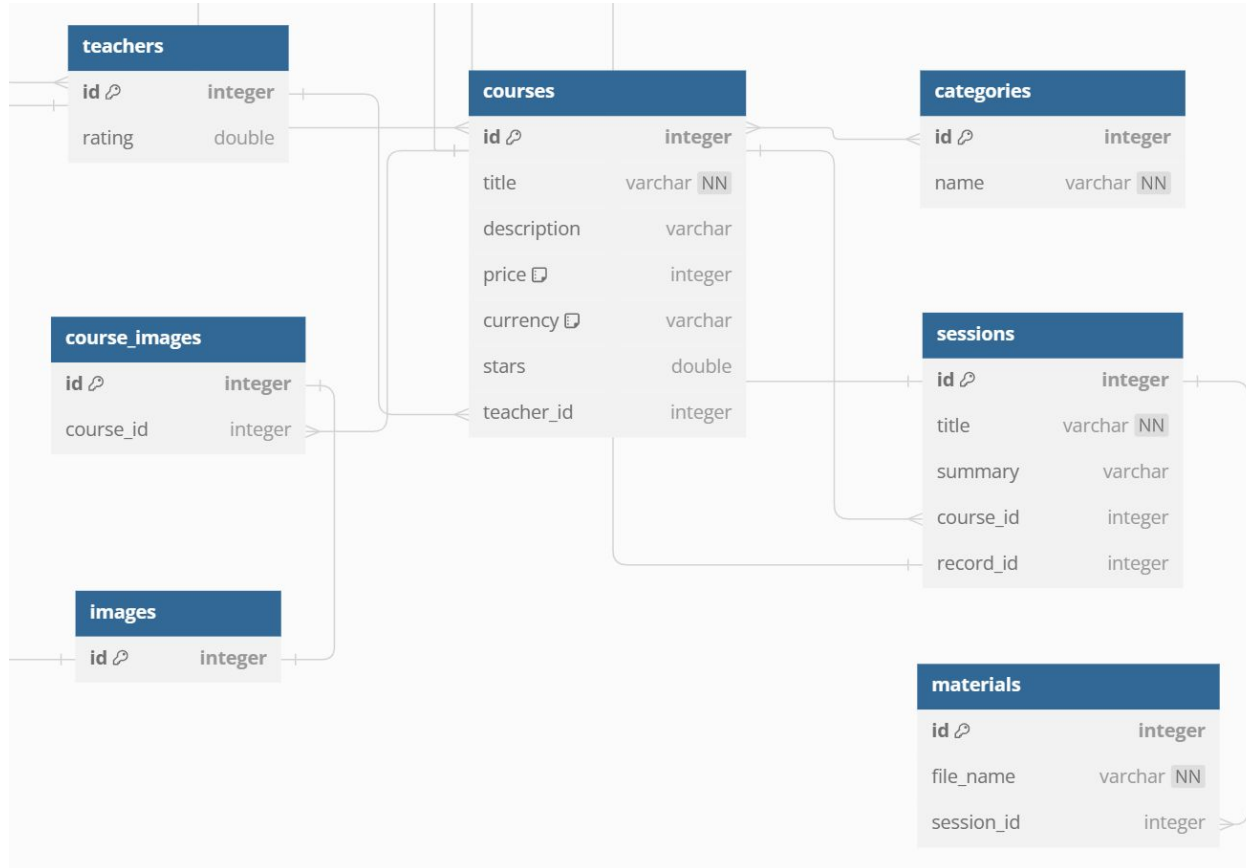 teachers
id integer
rating double
courses
id integer
title varchar NN
description varchar
price integer
currency varchar
stars double
teacher_id integer
categories
id integer
name varchar NN
course_images
id integer
course_id integer
sessions
id integer
title varchar NN
summary varchar
course_id integer
record_id integer
images
id integer
materials
id integer
file_name varchar NN
session_id integer